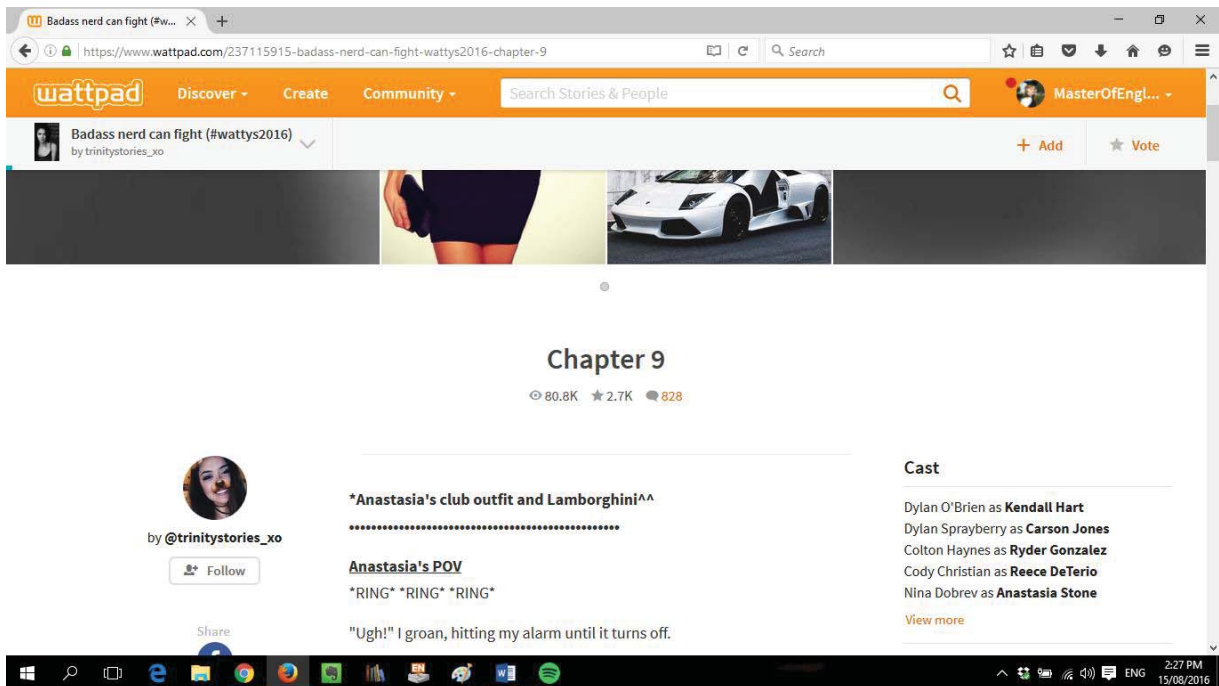 Badass nerd can fight (#w...
https://www.wattpad.com/237115915-badass-nerd-can-fight-wattys2016-chapter-9
Search
wattpad
Discover
Create
Community
Search Stories & People
MasterOfEngl...
Badass nerd can fight (#wattys2016)
by trinitystories_xo
+ Add
Vote
Chapter 9
80.8K 2.7K 828
by @trinitystories_xo
Follow
Share
*Anastasia's club outfit and Lamborghini^^
••••••••••••••••••••••••••••••••••••••••••••••••••
Anastasia's POV
*RING* *RING* *RING*
"Ugh!" I groan, hitting my alarm until it turns off.
Cast
Dylan O'Brien as Kendall Hart
Dylan Sprayberry as Carson Jones
Colton Haynes as Ryder Gonzalez
Cody Christian as Reece DeTerio
Nina Dobrev as Anastasia Stone
View more
EN
ENG
2:27 PM
15/08/2016